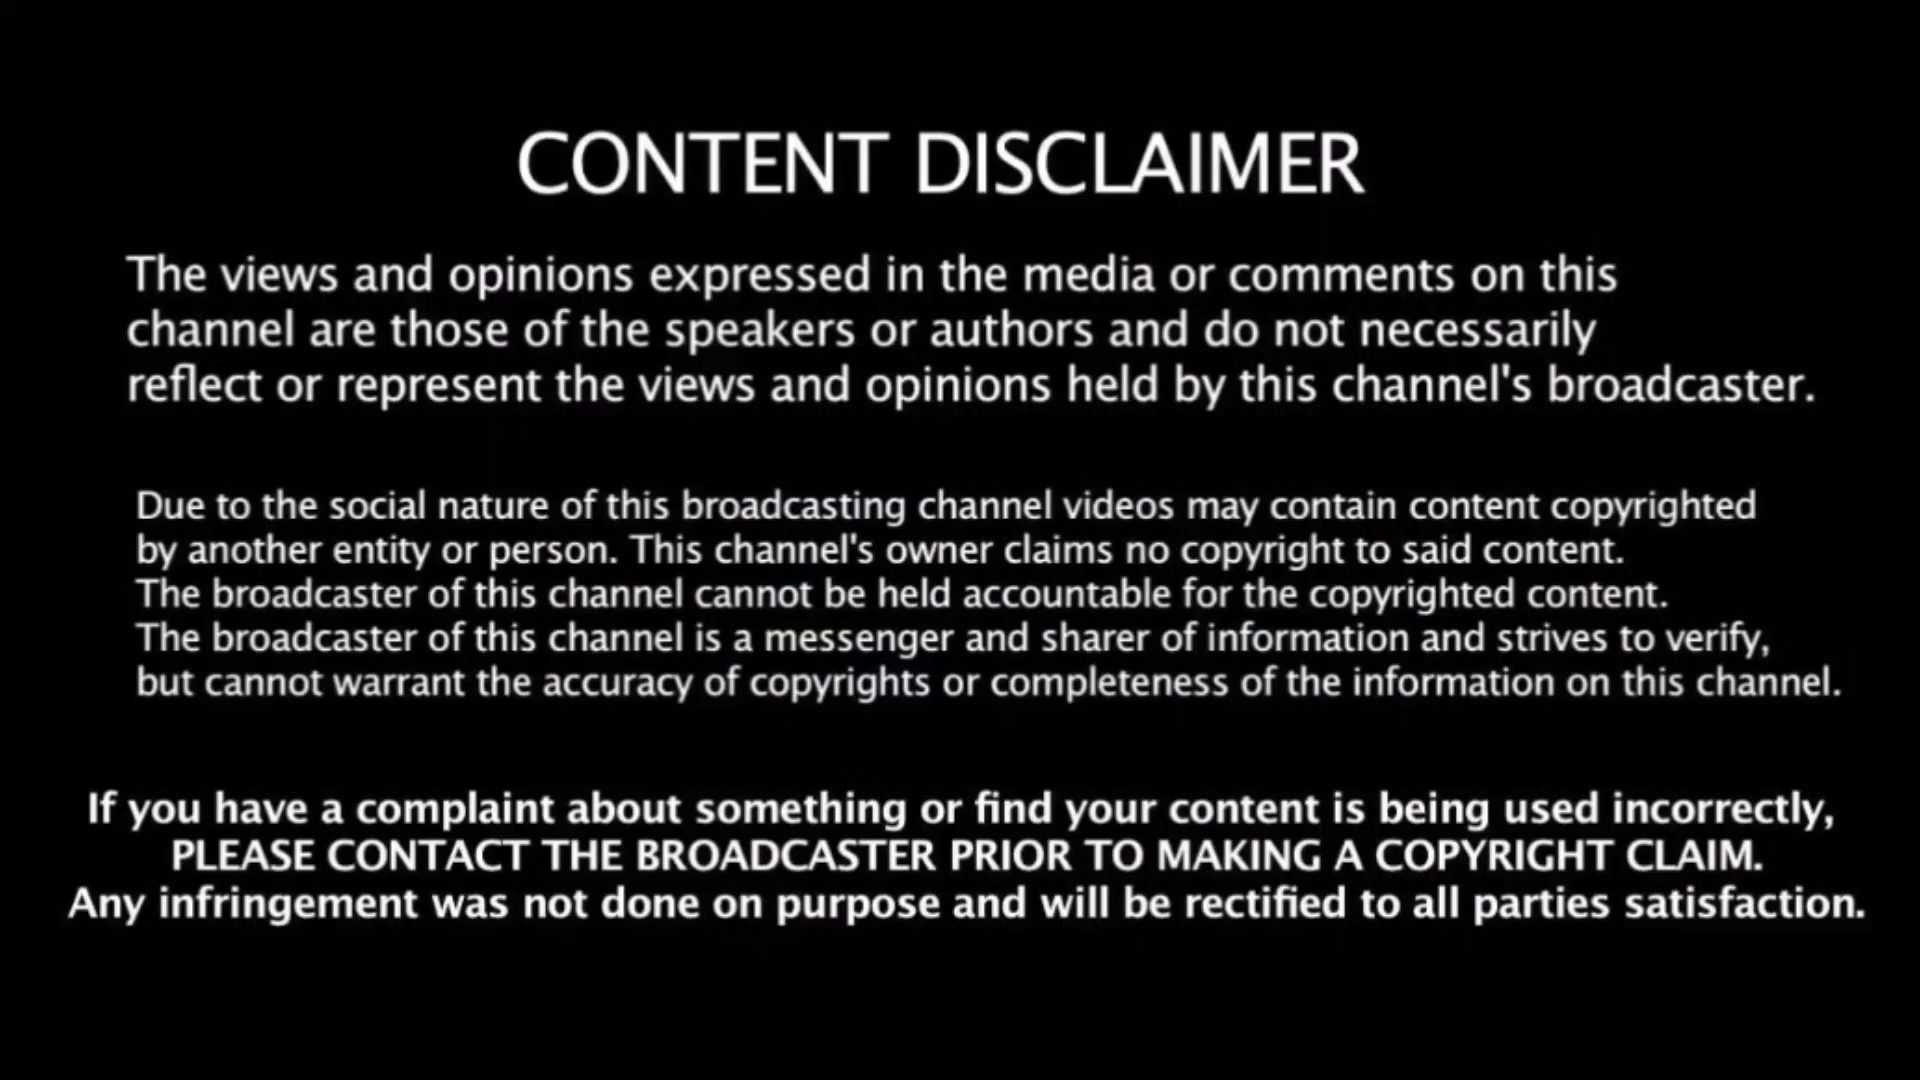 CONTENT DISCLAIMER
The views and opinions expressed in the media or comments on this
channel are those of the speakers or authors and do not necessarily
reflect or represent the views and opinions held by this channel's broadcaster.
Due to the social nature of this broadcasting channel videos may contain content copyrighted
by another entity or person. This channel's owner claims no copyright to said content.
The broadcaster of this channel cannot be held accountable for the copyrighted content.
The broadcaster of this channel is a messenger and sharer of information and strives to verify,
but cannot warrant the accuracy of copyrights or completeness of the information on this channel.
If you have a complaint about something or find your content is being used incorrectly,
PLEASE CONTACT THE BROADCASTER PRIOR TO MAKING A COPYRIGHT CLAIM.
Any infringement was not done on purpose and will be rectified to all parties satisfaction.